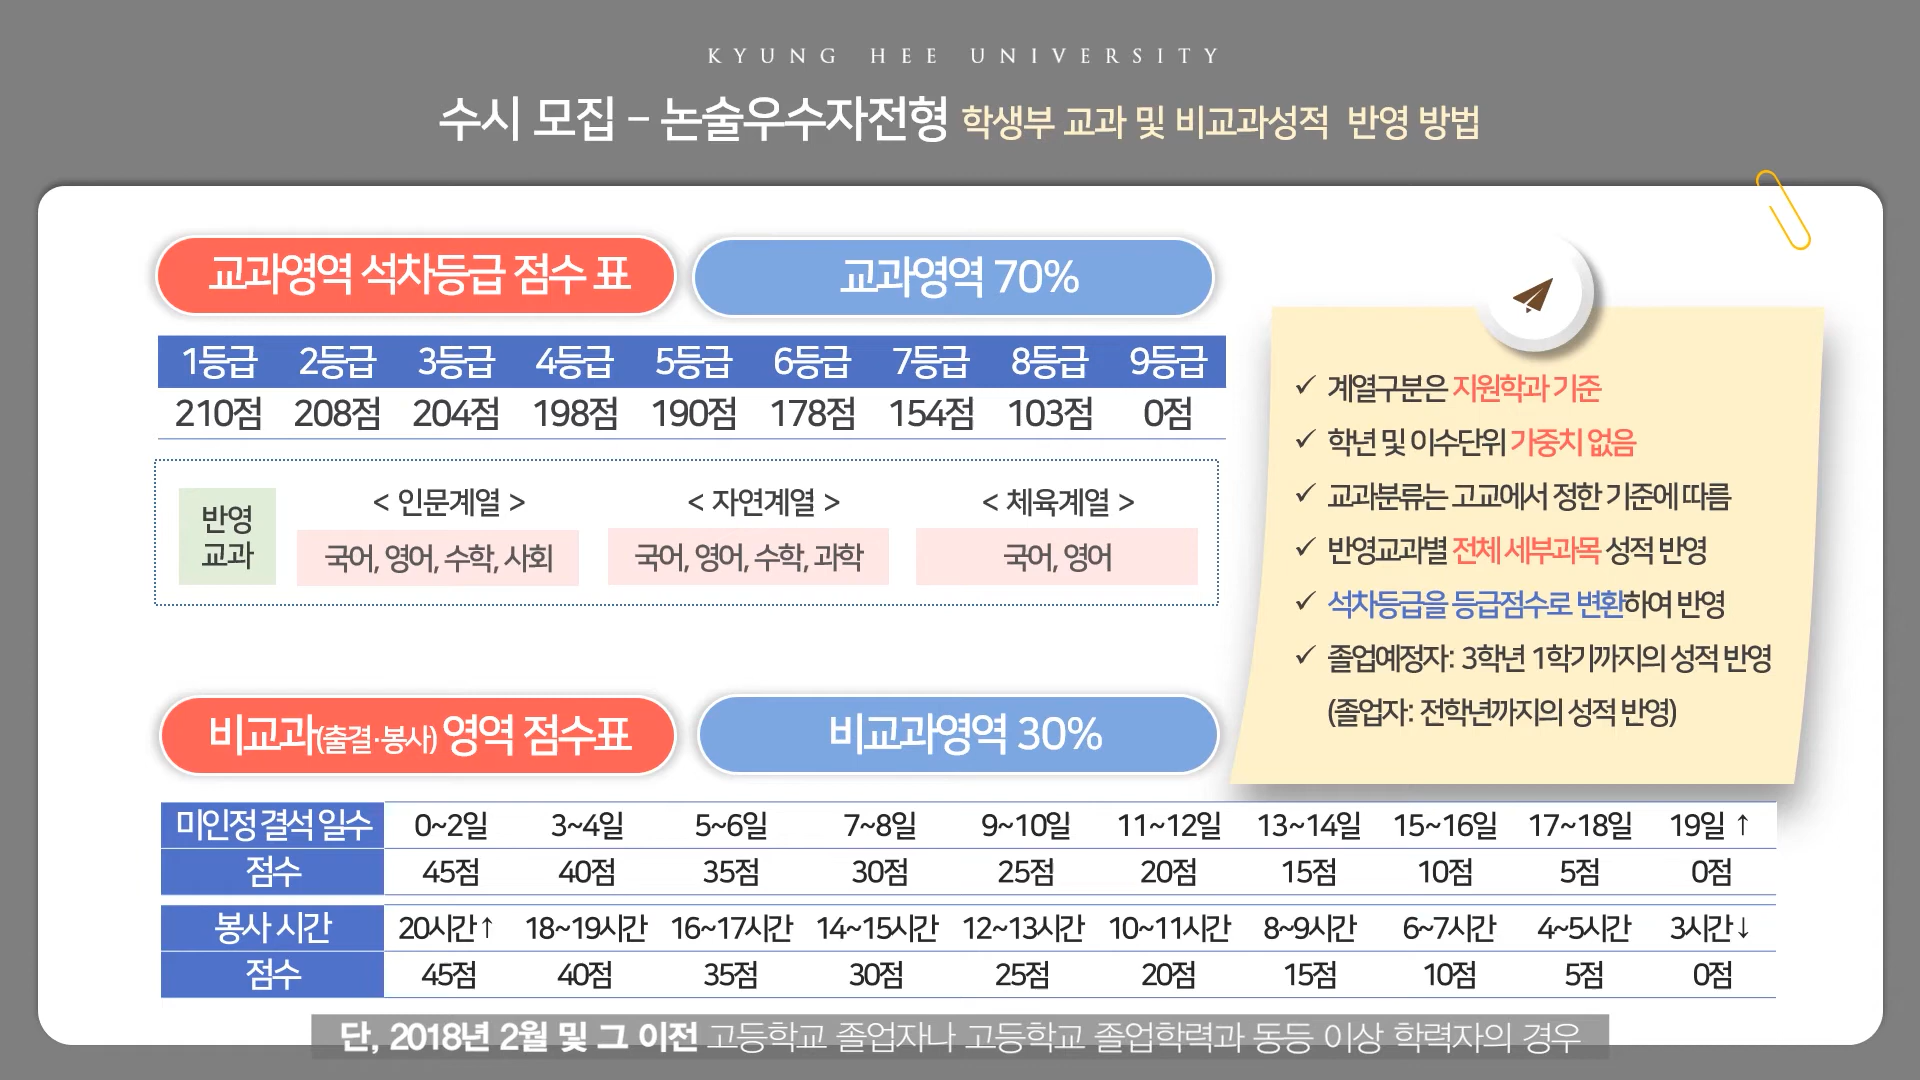 KYUNG HEE UNIVERSITY
수시 모집 - 논술우수자전형 학생부 교과 및 비교과성적 반영 방법
교과영역 석차등급 점수 표
교과영역 70%
1등급 2등급 3등급 4등급 5등급 6등급 7등급 8등급 9등급
210점 208점 204점 198점 190점 178점 154점 103점 0점
반영
교과
< 인문계열 > < 자연계열 > < 체육계열 >
국어, 영어, 수학, 사회 국어, 영어, 수학, 과학 국어, 영어
✓ 계열구분은 지원학과 기준
✓ 학년 및 이수단위 가중치 없음
✓ 교과분류는 고교에서 정한 기준에 따름
✓ 반영교과별 전체 세부과목 성적 반영
✓ 석차등급을 등급점수로 변환하여 반영
✓ 졸업예정자: 3학년 1학기까지의 성적 반영
(졸업자: 전학년까지의 성적 반영)
비교과(출결·봉사) 영역 점수표
비교과영역 30%
미인정 결석 일수 0~2일 3~4일 5~6일 7~8일 9~10일 11~12일 13~14일 15~16일 17~18일 19일 ↑
점수 45점 40점 35점 30점 25점 20점 15점 10점 5점 0점
봉사 시간 20시간↑ 18~19시간 16~17시간 14~15시간 12~13시간 10~11시간 8~9시간 6~7시간 4~5시간 3시간↓
점수 45점 40점 35점 30점 25점 20점 15점 10점 5점 0점
단, 2018년 2월 및 그 이전 고등학교 졸업자나 고등학교 졸업학력과 동등 이상 학력자의 경우